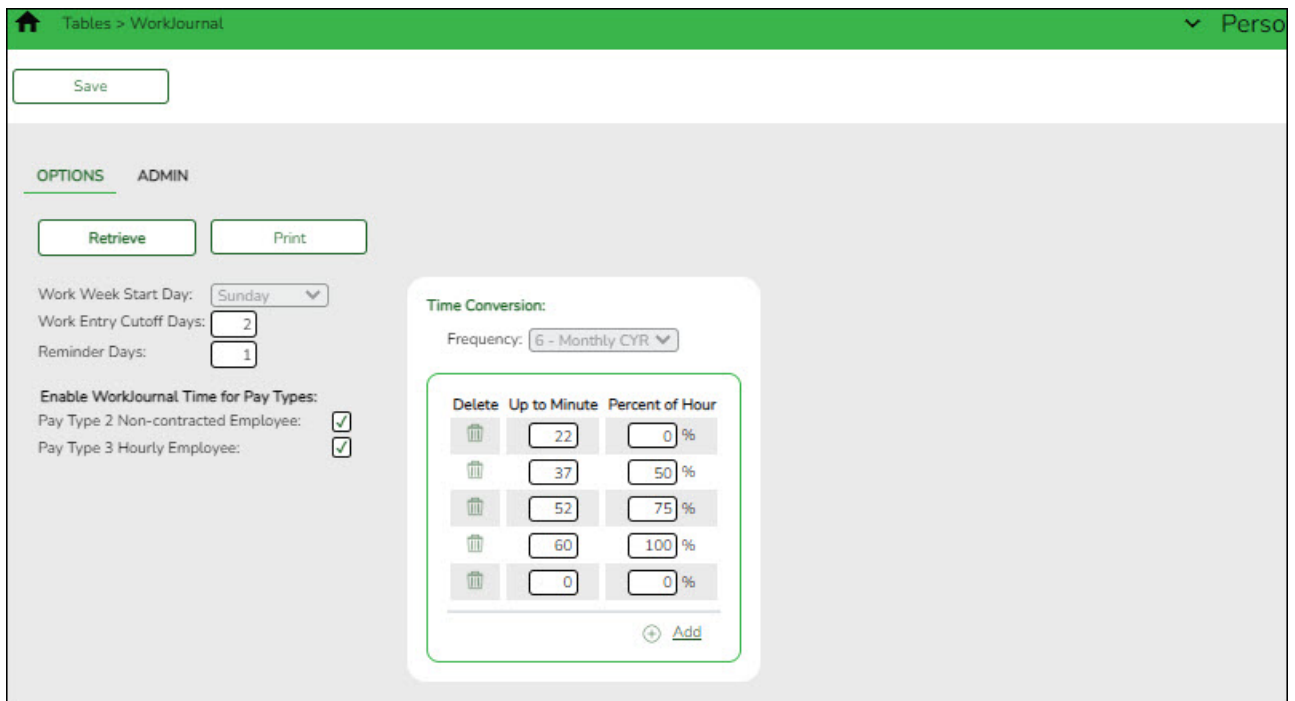 Tables > WorkJournal
Perso
Save
OPTIONS ADMIN
Retrieve Print
Work Week Start Day: Sunday
Work Entry Cutoff Days: 2
Reminder Days: 1
Enable WorkJournal Time for Pay Types:
Pay Type 2 Non-contracted Employee:
Pay Type 3 Hourly Employee:
Time Conversion:
Frequency: 6 - Monthly CYR
Delete Up to Minute Percent of Hour
22 0 %
37 50 %
52 75 %
60 100 %
0 0 %
Add